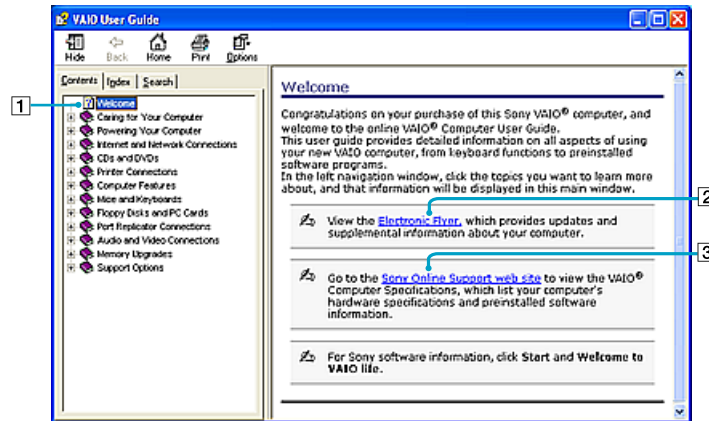 VAIO User Guide
Hide Back Home Print Options
Contents Index Search
1
Welcome
Caring for Your Computer
Powering Your Computer
Internet and Network Connections
CDs and DVDs
Printer Connections
Computer Features
Mice and Keyboards
Floppy Disks and PC Cards
Port Replicator Connections
Audio and Video Connections
Memory Upgrades
Support Options
Welcome
Congratulations on your purchase of this Sony VAIO® computer, and
welcome to the online VAIO® Computer User Guide.
This user guide provides detailed information on all aspects of using
your new VAIO computer, from keyboard functions to preinstalled
software programs.
In the left navigation window, click the topics you want to learn more
about, and that information will be displayed in this main window.
2
View the Electronic Flyer, which provides updates and
supplemental information about your computer.
3
Go to the Sony Online Support web site to view the VAIO®
Computer Specifications, which list your computer's
hardware specifications and preinstalled software
information.
For Sony software information, click Start and Welcome to
VAIO life.